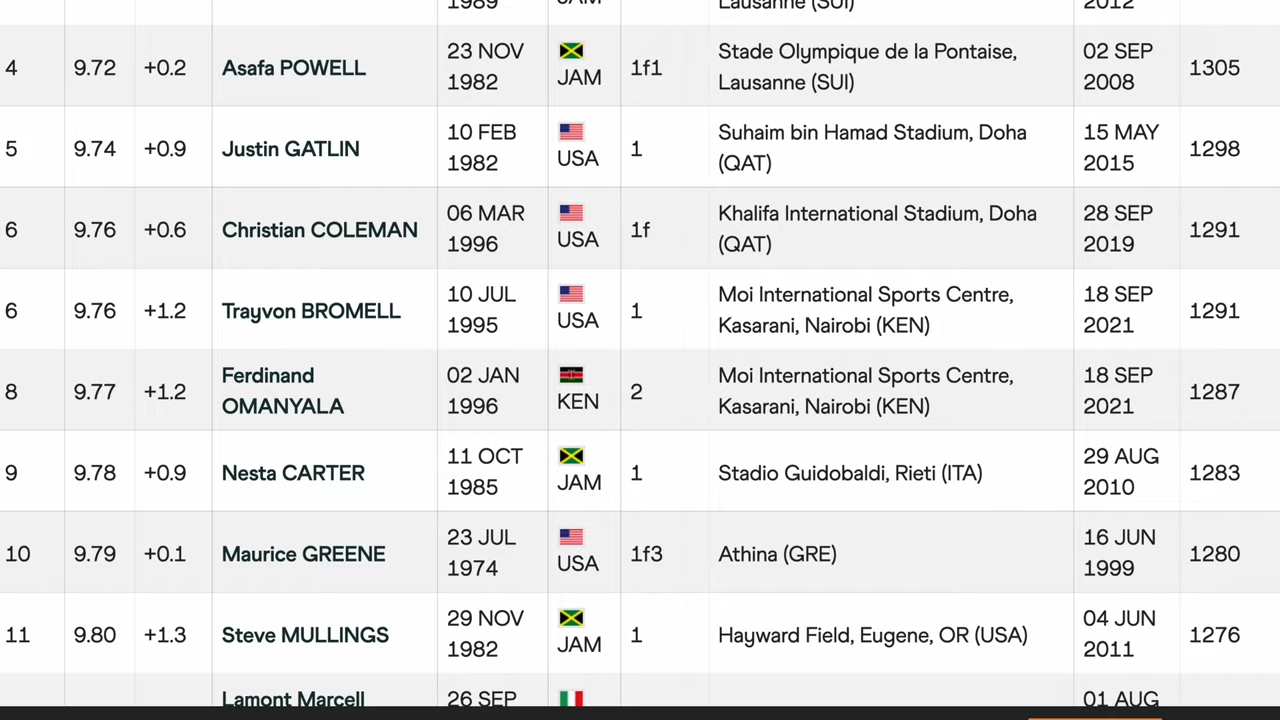 1989 JAM Lausanne (SUI) 2012
4 9.72 +0.2 Asafa POWELL 23 NOV 1982 JAM 1f1 Stade Olympique de la Pontaise, Lausanne (SUI) 02 SEP 2008 1305
5 9.74 +0.9 Justin GATLIN 10 FEB 1982 USA 1 Suhaim bin Hamad Stadium, Doha (QAT) 15 MAY 2015 1298
6 9.76 +0.6 Christian COLEMAN 06 MAR 1996 USA 1f Khalifa International Stadium, Doha (QAT) 28 SEP 2019 1291
6 9.76 +1.2 Trayvon BROMELL 10 JUL 1995 USA 1 Moi International Sports Centre, Kasarani, Nairobi (KEN) 18 SEP 2021 1291
8 9.77 +1.2 Ferdinand OMANYALA 02 JAN 1996 KEN 2 Moi International Sports Centre, Kasarani, Nairobi (KEN) 18 SEP 2021 1287
9 9.78 +0.9 Nesta CARTER 11 OCT 1985 JAM 1 Stadio Guidobaldi, Rieti (ITA) 29 AUG 2010 1283
10 9.79 +0.1 Maurice GREENE 23 JUL 1974 USA 1f3 Athina (GRE) 16 JUN 1999 1280
11 9.80 +1.3 Steve MULLINGS 29 NOV 1982 JAM 1 Hayward Field, Eugene, OR (USA) 04 JUN 2011 1276
Lamont Marcell 26 SEP 01 AUG